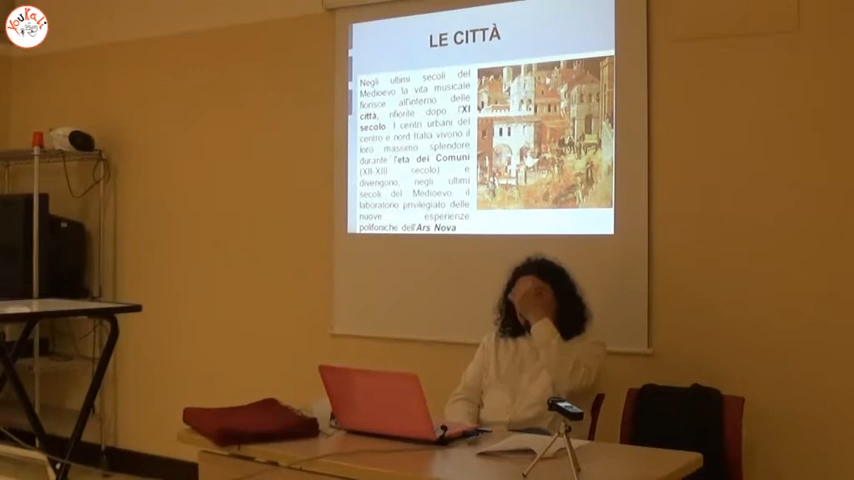 YouKali
LE CITTÀ
Negli ultimi secoli del
Medioevo la vita musicale
fiorisce all'interno delle
città, rifiorite dopo l'XI
secolo. I centri urbani del
centro e nord Italia vivono il
loro massimo splendore
durante l'età dei Comuni
(XII-XIII secolo) e
divengono, negli ultimi
secoli del Medioevo, il
laboratorio privilegiato delle
nuove esperienze
polifoniche dell'Ars Nova